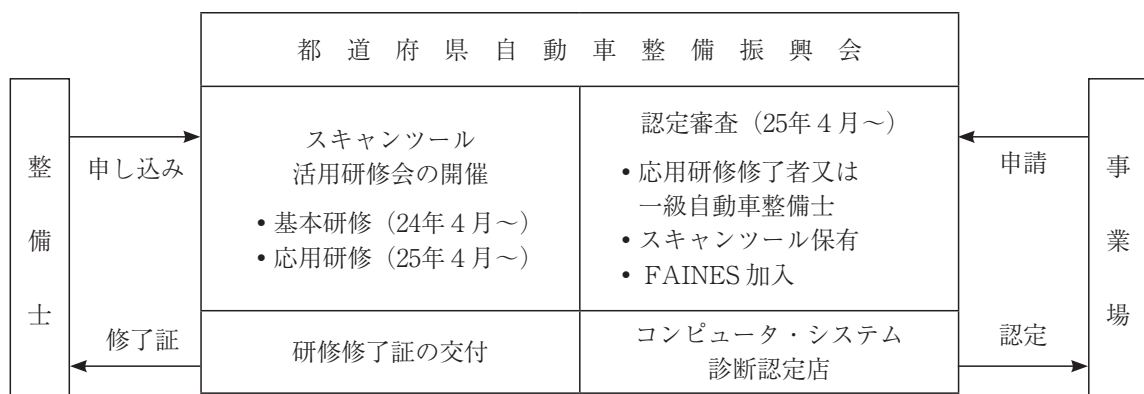 都道府県自動車整備振興会
整備士
申し込み
修了証
スキャンツール
活用研修会の開催
• 基本研修（24年４月～）
• 応用研修（25年４月～）
研修修了証の交付
認定審査（25年４月～）
• 応用研修修了者又は
一級自動車整備士
• スキャンツール保有
• FAINES 加入
コンピュータ・システム
診断認定店
申請
認定
事業場